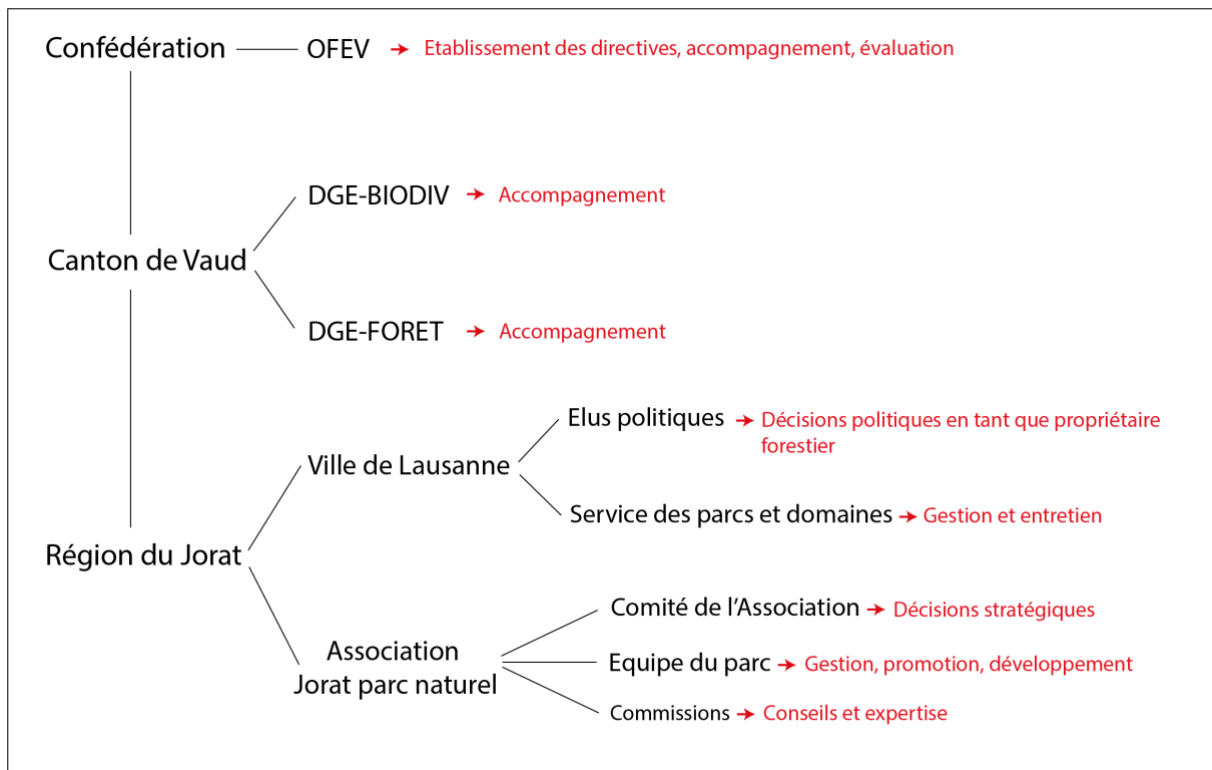 Confédération
OFEV
Etablissement des directives, accompagnement, évaluation
DGE-BIODIV
Accompagnement
Canton de Vaud
DGE-FORET
Accompagnement
Elus politiques
Décisions politiques en tant que propriétaire
forestier
Ville de Lausanne
Service des parcs et domaines
Gestion et entretien
Région du Jorat
Comité de l'Association
Décisions stratégiques
Association
Jorat parc naturel
Equipe du parc
Gestion, promotion, développement
Commissions
Conseils et expertise